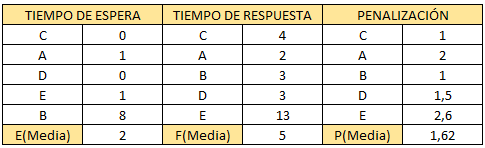 TIEMPO DE ESPERA TIEMPO DE RESPUESTA PENALIZACIÓN
C 0 C 4 C 1
A 1 A 2 A 2
D 0 B 3 B 1
E 1 D 3 D 1,5
B 8 E 13 E 2,6
E(Media) 2 F(Media) 5 P(Media) 1,62